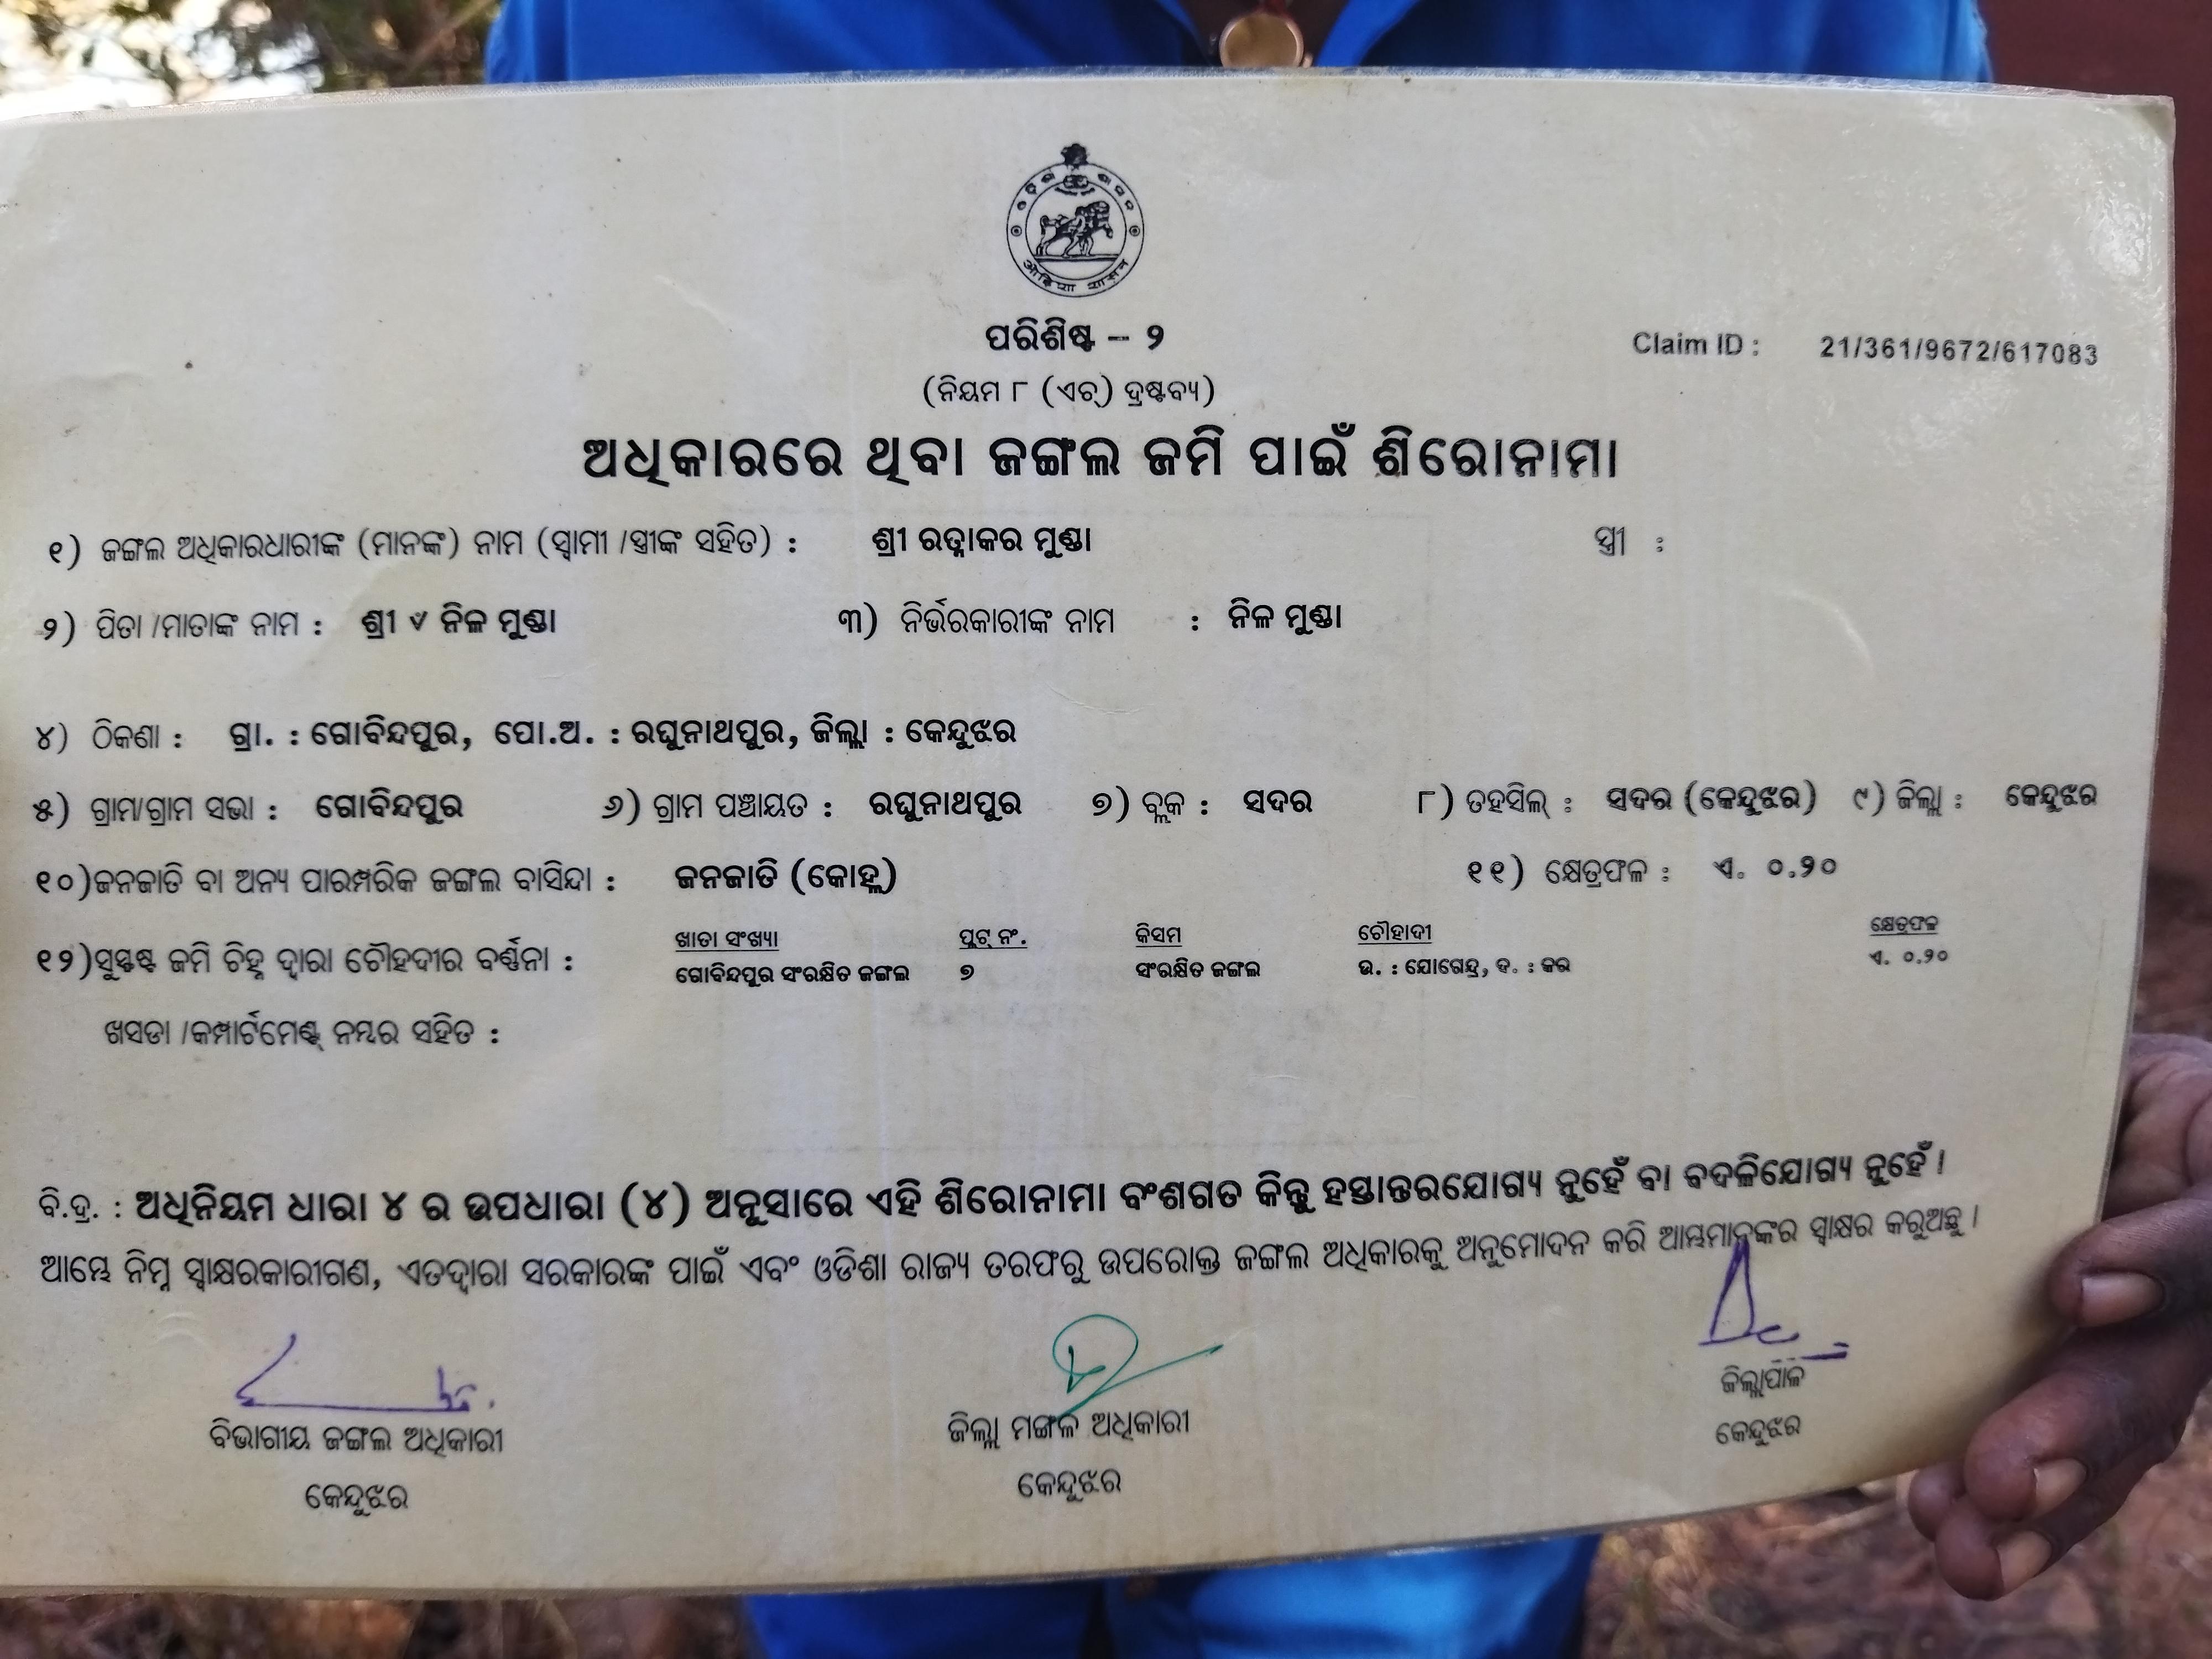 ଓଡ଼ିଶା ଶାସନ
ओड़िशा शासन
ପରିଶିଷ୍ଟ – ୨
Claim ID : 21/361/9672/617083
(ନିୟମ ୮ (ଏଚ୍) ଦ୍ରଷ୍ଟବ୍ୟ)
ଅଧିକାରରେ ଥିବା ଜଙ୍ଗଲ ଜମି ପାଇଁ ଶିରୋନାମା
୧) ଜଙ୍ଗଲ ଅଧିକାରଧାରୀଙ୍କ (ମାନଙ୍କ) ନାମ (ସ୍ୱାମୀ /ସ୍ତ୍ରୀଙ୍କ ସହିତ) : ଶ୍ରୀ ରତ୍ନାକର ମୁଣ୍ଡା ସ୍ତ୍ରୀ :
୨) ପିତା /ମାତାଙ୍କ ନାମ : ଶ୍ରୀ ୰ ନିଳ ମୁଣ୍ଡା ୩) ନିର୍ଭରକାରୀଙ୍କ ନାମ : ନିଳ ମୁଣ୍ଡା
୪) ଠିକଣା : ଗ୍ରା. : ଗୋବିନ୍ଦପୁର, ପୋ.ଅ. : ରଘୁନାଥପୁର, ଜିଲ୍ଲା : କେନ୍ଦୁଝର
୫) ଗ୍ରାମ/ଗ୍ରାମ ସଭା : ଗୋବିନ୍ଦପୁର ୬) ଗ୍ରାମ ପଞ୍ଚାୟତ : ରଘୁନାଥପୁର ୭) ବ୍ଲକ : ସଦର ୮) ତହସିଲ୍ : ସଦର (କେନ୍ଦୁଝର) ୯) ଜିଲ୍ଲା : କେନ୍ଦୁଝର
୧୦)ଜନଜାତି ବା ଅନ୍ୟ ପାରମ୍ପରିକ ଜଙ୍ଗଲ ବାସିନ୍ଦା : ଜନଜାତି (କୋହ୍ଲ) ୧୧) କ୍ଷେତ୍ରଫଳ : ଏ. ୦.୨୦
ଖାତା ସଂଖ୍ୟା ପ୍ଲଟ୍ ନଂ. କିସମ ଚୌହାଦୀ କ୍ଷେତ୍ରଫଳ
୧୨)ସୁସ୍ପଷ୍ଟ ଜମି ଚିହ୍ନ ଦ୍ୱାରା ଚୌହଦୀର ବର୍ଣ୍ଣନା : ଗୋବିନ୍ଦପୁର ସଂରକ୍ଷିତ ଜଙ୍ଗଲ ୭ ସଂରକ୍ଷିତ ଜଙ୍ଗଲ ଉ. : ଯୋଗେନ୍ଦ୍ର, ଦ. : କର ଏ. ୦.୨୦
ଖସଡା /କମ୍ପାର୍ଟମେଣ୍ଟ୍ ନମ୍ବର ସହିତ :
ବି.ଦ୍ର. : ଅଧିନିୟମ ଧାରା ୪ ର ଉପଧାରା (୪) ଅନୁସାରେ ଏହି ଶିରୋନାମା ବଂଶଗତ କିନ୍ତୁ ହସ୍ତାନ୍ତରଯୋଗ୍ୟ ନୁହେଁ ବା ବଦଳିଯୋଗ୍ୟ ନୁହେଁ ।
ଆମ୍ଭେ ନିମ୍ନ ସ୍ୱାକ୍ଷରକାରୀଗଣ, ଏତଦ୍ୱାରା ସରକାରଙ୍କ ପାଇଁ ଏବଂ ଓଡିଶା ରାଜ୍ୟ ତରଫରୁ ଉପରୋକ୍ତ ଜଙ୍ଗଲ ଅଧିକାରକୁ ଅନୁମୋଦନ କରି ଆମ୍ଭମାନଙ୍କର ସ୍ୱାକ୍ଷର କରୁଅଛୁ ।
ବିଭାଗୀୟ ଜଙ୍ଗଲ ଅଧିକାରୀ
କେନ୍ଦୁଝର
ଜିଲ୍ଲା ମଙ୍ଗଳ ଅଧିକାରୀ
କେନ୍ଦୁଝର
ଜିଲ୍ଲାପାଳ
କେନ୍ଦୁଝର